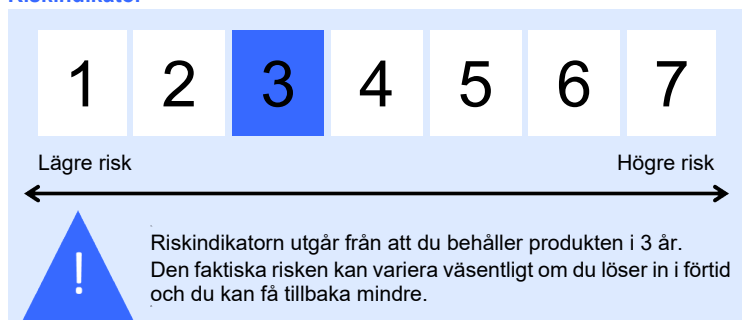 Riskindikator
1 2 3 4 5 6 7
Lägre risk Högre risk
!
Riskindikatorn utgår från att du behåller produkten i 3 år.
Den faktiska risken kan variera väsentligt om du löser in i förtid
och du kan få tillbaka mindre.